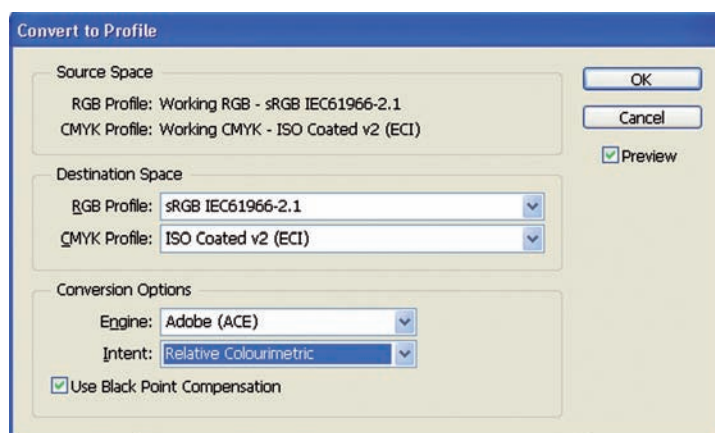 Convert to Profile
Source Space
RGB Profile: Working RGB - sRGB IEC61966-2.1
CMYK Profile: Working CMYK - ISO Coated v2 (ECI)
OK
Cancel
Preview
Destination Space
RGB Profile: sRGB IEC61966-2.1
CMYK Profile: ISO Coated v2 (ECI)
Conversion Options
Engine: Adobe (ACE)
Intent: Relative Colourimetric
Use Black Point Compensation